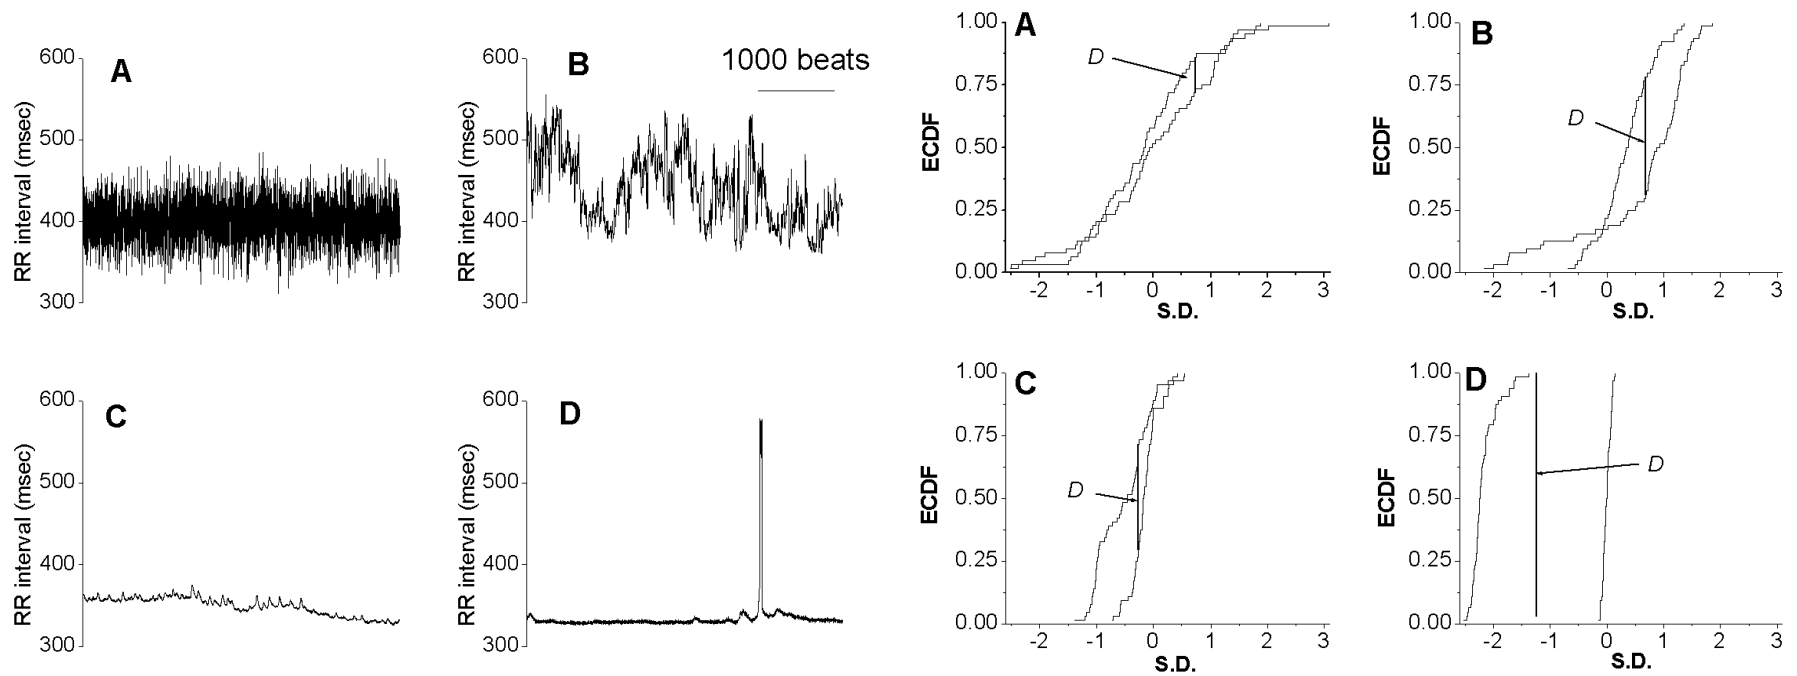 600
500
400
300
RR interval (msec)
A
600
500
400
300
RR interval (msec)
B
1000 beats
1.00
0.75
0.50
0.25
0.00
ECDF
A
D
-2 -1 0 1 2 3
S.D.
1.00
0.75
0.50
0.25
0.00
ECDF
B
D
-2 -1 0 1 2 3
S.D.
600
500
400
300
RR interval (msec)
C
600
500
400
300
RR interval (msec)
D
1.00
0.75
0.50
0.25
0.00
ECDF
C
D
-2 -1 0 1 2 3
S.D.
1.00
0.75
0.50
0.25
0.00
ECDF
D
D
-2 -1 0 1 2 3
S.D.